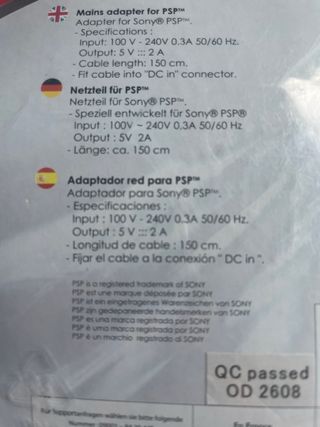 Mains adapter for PSP™
Adapter for Sony® PSP™.
- Specifications :
Input: 100 V - 240V 0.3A 50/60 Hz.
Output: 5 V ::: 2 A
- Cable length: 150 cm.
- Fit cable into "DC in" connector.
Netzteil für PSP™
Netzteil für Sony® PSP™.
- Speziell entwickelt für Sony® PSP®
Input : 100V ~ 240V 0.3A 50/60 Hz
Output : 5V 2A
- Länge: ca. 150 cm
Adaptador red para PSP™
Adaptador para Sony® PSP™.
- Especificaciones :
Input : 100 V - 240V 0.3A 50/60 Hz.
Output : 5 V ::: 2 A
- Longitud de cable : 150 cm.
- Fijar el cable a la conexión " DC in ".
PSP is a registered trademark of SONY
PSP est une marque déposée par SONY
PSP ist ein eingetragenes Warenzeichen von SONY
PSP zijn gedeponeerde handelsmerken van SONY
PSP es una marca registrada por SONY
PSP è uma marca registrada por SONY
PSP è un marchio registrato di SONY
QC passed
OD 2608
Für Supportanfragen wählen sie bitte folgende